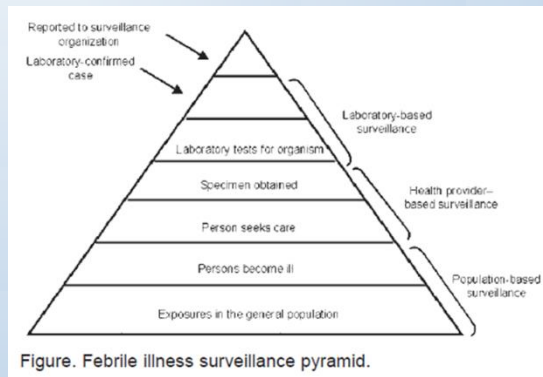 Reported to surveillance
organization
Laboratory-confirmed
case
Laboratory-based
surveillance
Laboratory tests for organism
Specimen obtained
Health provider–
based surveillance
Person seeks care
Persons become ill
Population-based
surveillance
Exposures in the general population
Figure. Febrile illness surveillance pyramid.